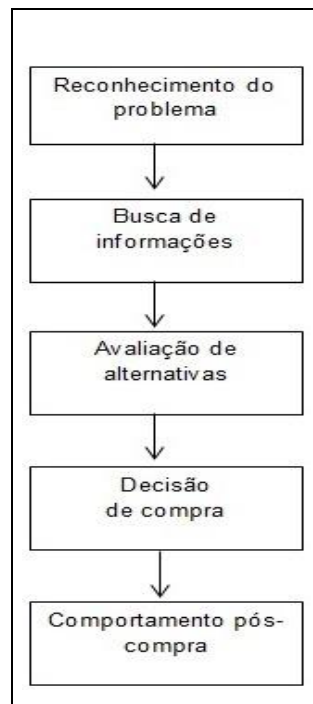 Reconhecimento do
problema
Busca de
informações
Avaliação de
alternativas
Decisão
de compra
Comportamento pós-
compra